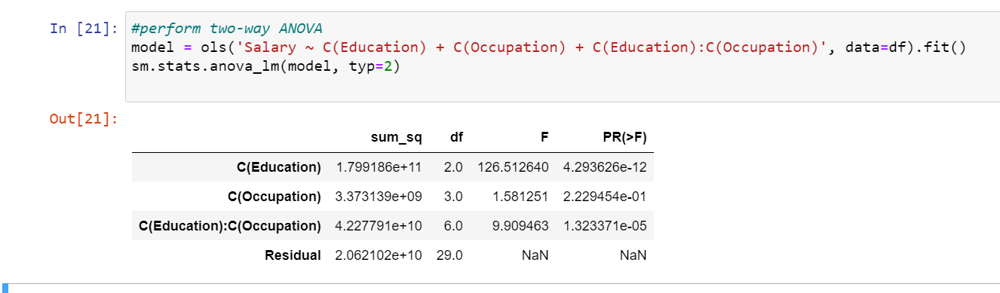 In [21]: #perform two-way ANOVA
model = ols('Salary ~ C(Education) + C(Occupation) + C(Education):C(Occupation)', data=df).fit()
sm.stats.anova_lm(model, typ=2)
Out[21]:
sum_sq df F PR(>F)
C(Education) 1.799186e+11 2.0 126.512640 4.293626e-12
C(Occupation) 3.373139e+09 3.0 1.581251 2.229454e-01
C(Education):C(Occupation) 4.227791e+10 6.0 9.909463 1.323371e-05
Residual 2.062102e+10 29.0 NaN NaN